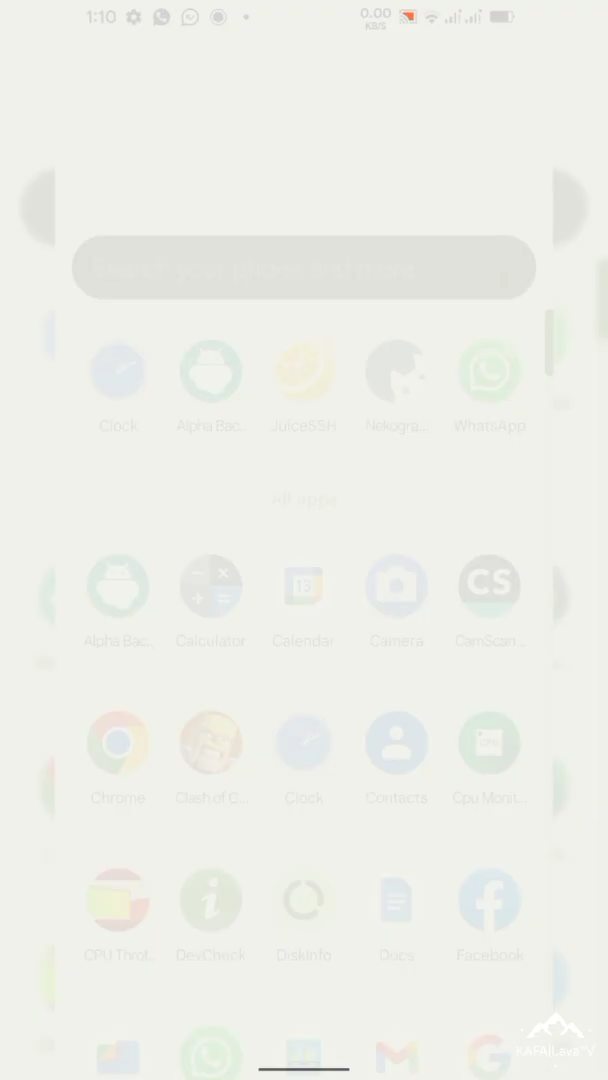 1:10 0.00
KB/S
Search your phone and more
Clock Alpha Bac.. JuiceSSH Nekogra... WhatsApp
All apps
13 CS
Alpha Bac.. Calculator Calendar Camera CamScan...
CPU
Chrome Clash of C... Clock Contacts Cpu Monit...
CPU Throt.. DevCheck DiskInfo Docs Facebook